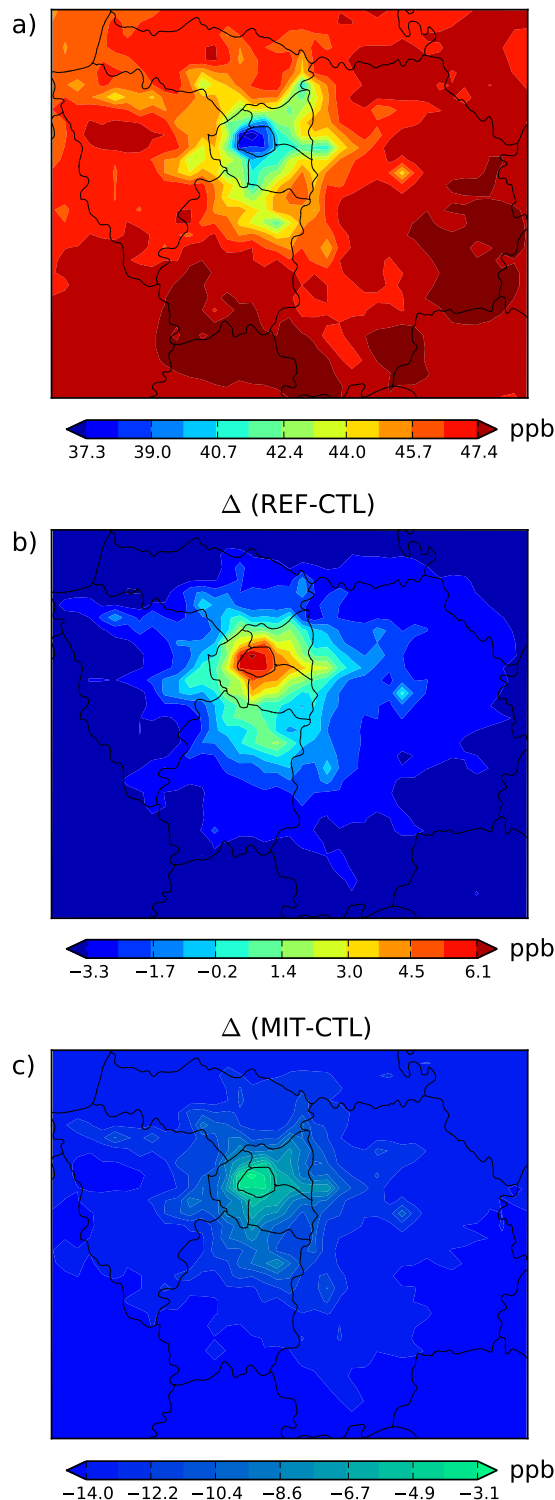 a)
ppb
37.3 39.0 40.7 42.4 44.0 45.7 47.4
Δ (REF-CTL)
b)
ppb
−3.3 −1.7 −0.2 1.4 3.0 4.5 6.1
Δ (MIT-CTL)
c)
ppb
−14.0 −12.2 −10.4 −8.6 −6.7 −4.9 −3.1